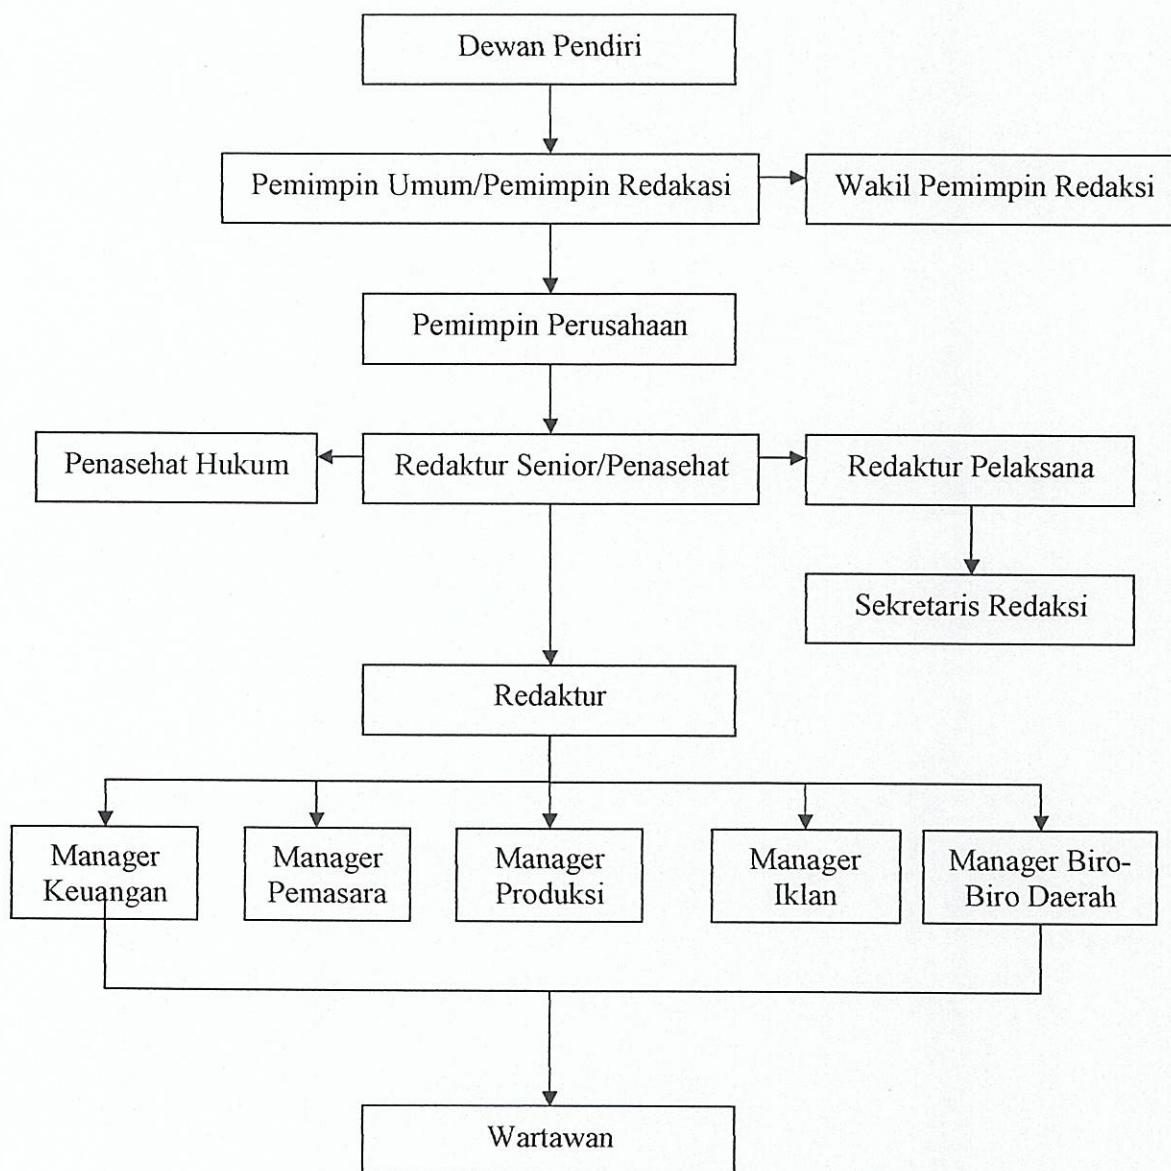 Dewan Pendiri
Pemimpin Umum/Pemimpin Redakasi
Wakil Pemimpin Redaksi
Pemimpin Perusahaan
Penasehat Hukum
Redaktur Senior/Penasehat
Redaktur Pelaksana
Sekretaris Redaksi
Redaktur
Manager
Keuangan
Manager
Pemasara
Manager
Produksi
Manager
Iklan
Manager Biro-
Biro Daerah
Wartawan